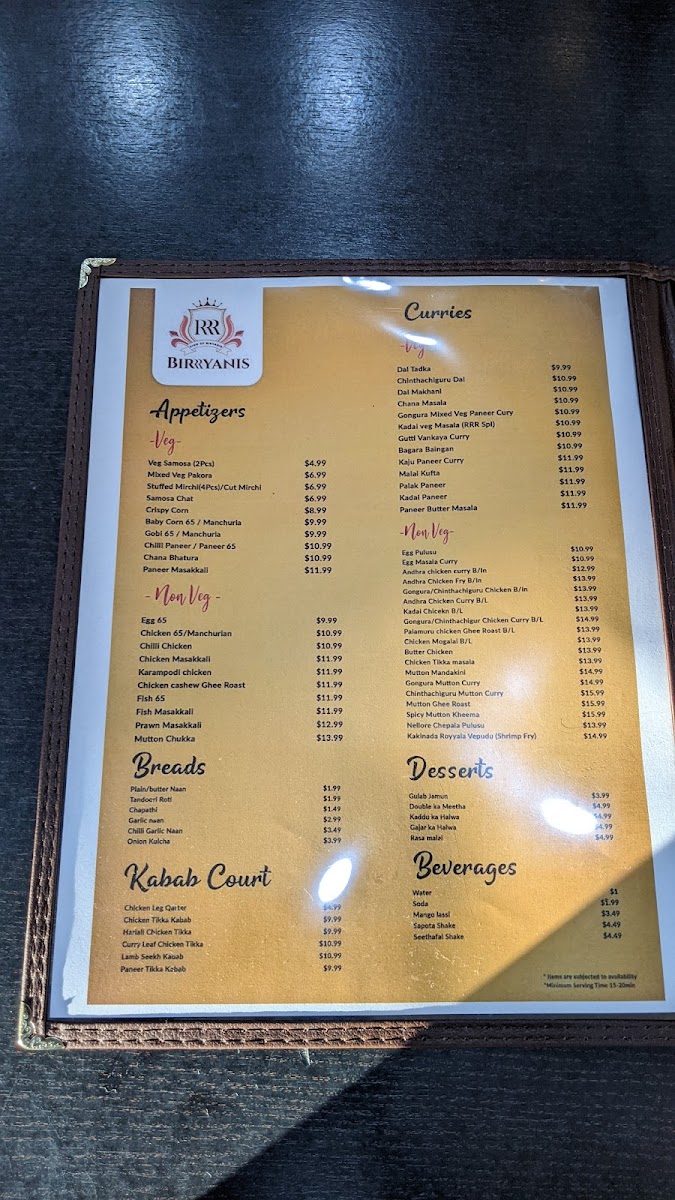 RRR
BIRRYANIS
Appetizers
-Veg-
Veg Samosa (2Pcs) $4.99
Mixed Veg Pakora $6.99
Stuffed Mirchi(4Pcs)/Cut Mirchi $6.99
Samosa Chat $6.99
Crispy Corn $8.99
Baby Corn 65 / Manchuria $9.99
Gobi 65 / Manchuria $9.99
Chilli Paneer / Paneer 65 $10.99
Chana Bhatura $10.99
Paneer Masakkali $11.99
- Non Veg -
Egg 65 $9.99
Chicken 65/Manchurian $10.99
Chilli Chicken $10.99
Chicken Masakkali $11.99
Karampodi chicken $11.99
Chicken cashew Ghee Roast $11.99
Fish 65 $11.99
Fish Masakkali $11.99
Prawn Masakkali $12.99
Mutton Chukka $13.99
Breads
Plain/butter Naan $1.99
Tandoori Roti $1.99
Chapathi $1.49
Garlic naan $2.99
Chilli Garlic Naan $3.49
Onion Kulcha $3.99
Kabab Court
Chicken Leg Qarter $4.99
Chicken Tikka Kabab $9.99
Hariali Chicken Tikka $9.99
Curry Leaf Chicken Tikka $10.99
Lamb Seekh Kabab $10.99
Paneer Tikka Kabab $9.99
Curries
-Veg-
Dal Tadka $9.99
Chinthachiguru Dal $10.99
Dal Makhani $10.99
Chana Masala $10.99
Gongura Mixed Veg Paneer Cury $10.99
Kadai veg Masala (RRR Spl) $10.99
Gutti Vankaya Curry $10.99
Bagara Baingan $10.99
Kaju Paneer Curry $11.99
Malai Kufta $11.99
Palak Paneer $11.99
Kadai Paneer $11.99
Paneer Butter Masala $11.99
-Non Veg-
Egg Pulusu $10.99
Egg Masala Curry $10.99
Andhra chicken curry B/in $12.99
Andhra Chicken Fry B/in $13.99
Gongura/Chinthachiguru Chicken B/in $13.99
Andhra Chicken Curry B/L $13.99
Kadai Chicekn B/L $13.99
Gongura/Chinthachigur Chicken Curry B/L $14.99
Palamuru chicken Ghee Roast B/L $13.99
Chicken Mogalai B/L $13.99
Butter Chicken $13.99
Chicken Tikka masala $13.99
Mutton Mandakini $14.99
Gongura Mutton Curry $14.99
Chinthachiguru Mutton Curry $15.99
Mutton Ghee Roast $15.99
Spicy Mutton Kheema $15.99
Nellore Chepala Pulusu $13.99
Kakinada Royyala Vepudu (Shrimp Fry) $14.99
Desserts
Gulab Jamun $3.99
Double ka Meetha $4.99
Kaddu ka Halwa $4.99
Gajar ka Halwa $4.99
Rasa malai $4.99
Beverages
Water $1
Soda $1.99
Mango lassi $3.49
Sapota Shake $4.49
Seethafal Shake $4.49
* Items are subjected to availability
*Minimum Serving Time 15-20min